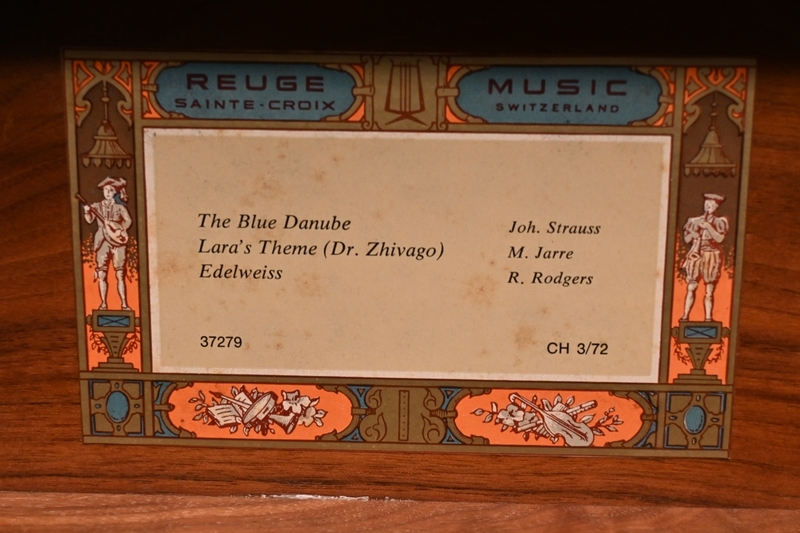 REUGE MUSIC
SAINTE-CROIX SWITZERLAND
The Blue Danube Joh. Strauss
Lara's Theme (Dr. Zhivago) M. Jarre
Edelweiss R. Rodgers
37279 CH 3/72